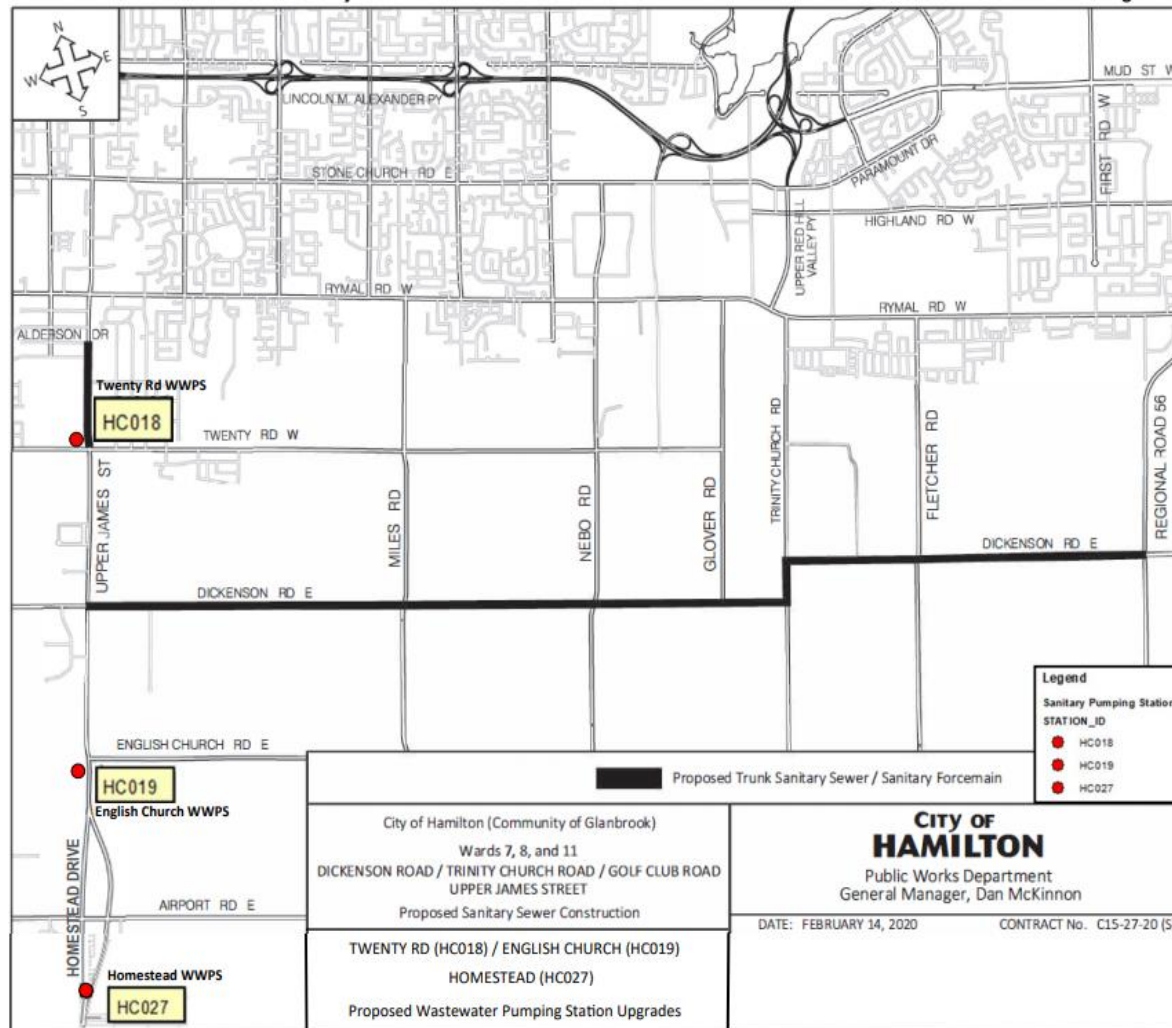 N
W
E
S
LINCOLN M. ALEXANDER PY
MUD ST W
STONE CHURCH RD E
PARAMOUNT DR
FIRST RD W
UPPER RED HILL
VALLEY PY
HIGHLAND RD W
RYMAL RD W
RYMAL RD W
ALDERSON DR
Twenty Rd WWPS
HC018
TWENTY RD W
UPPER JAMES ST
MILES RD
NEBO RD
GLOVER RD
TRINITY CHURCH RD
FLETCHER RD
REGIONAL ROAD 56
DICKENSON RD E
DICKENSON RD E
ENGLISH CHURCH RD E
HC019
English Church WWPS
HOMESTEAD DRIVE
AIRPORT RD E
Homestead WWPS
HC027
Legend
Sanitary Pumping Station
STATION_ID
HC018
HC019
HC027
Proposed Trunk Sanitary Sewer / Sanitary Forcemain
City of Hamilton (Community of Glanbrook)
Wards 7, 8, and 11
DICKENSON ROAD / TRINITY CHURCH ROAD / GOLF CLUB ROAD
UPPER JAMES STREET
Proposed Sanitary Sewer Construction
TWENTY RD (HC018) / ENGLISH CHURCH (HC019)
HOMESTEAD (HC027)
Proposed Wastewater Pumping Station Upgrades
CITY OF
HAMILTON
Public Works Department
General Manager, Dan McKinnon
DATE: FEBRUARY 14, 2020 CONTRACT No. C15-27-20 (S